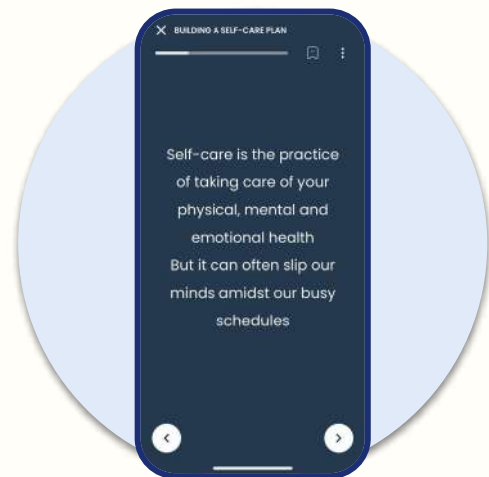 BUILDING A SELF-CARE PLAN
Self-care is the practice
of taking care of your
physical, mental and
emotional health
But it can often slip our
minds amidst our busy
schedules